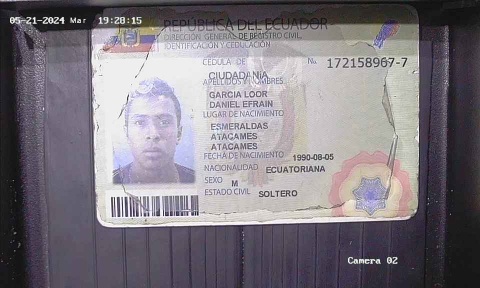 05-21-2024 Mar 19:28:15
REPÚBLICA DEL ECUADOR
DIRECCIÓN GENERAL DE REGISTRO CIVIL,
IDENTIFICACIÓN Y CEDULACIÓN
CÉDULA DE No. 172158967-7
CIUDADANÍA
APELLIDOS Y NOMBRES
GARCIA LOOR
DANIEL EFRAIN
LUGAR DE NACIMIENTO
ESMERALDAS
ATACAMES
ATACAMES
FECHA DE NACIMIENTO 1990-08-05
NACIONALIDAD ECUATORIANA
SEXO M
ESTADO CIVIL SOLTERO
Camera 02